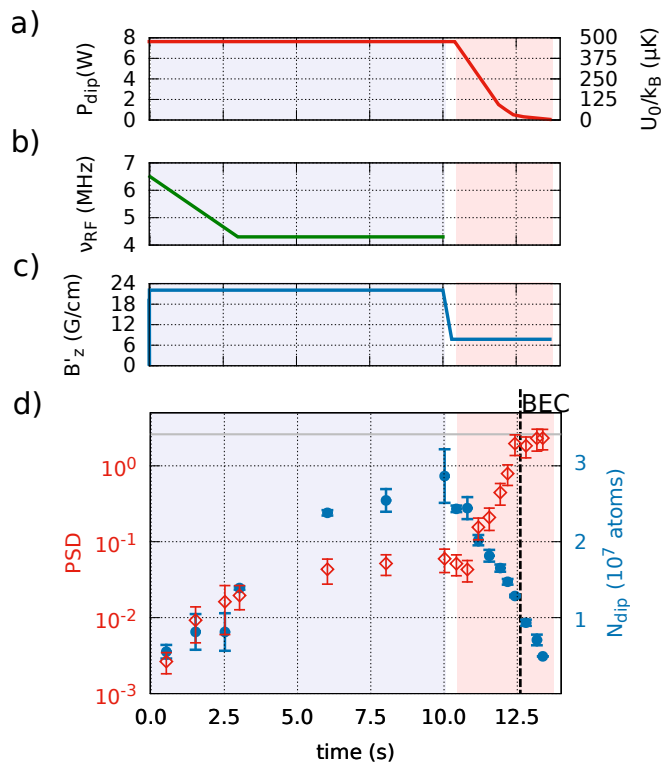 a)
8
6
4
2
0
P_dip(W)
500
375
250
125
0
U_0/k_B (μK)
b)
7
6
5
4
ν_RF (MHz)
c)
24
18
12
6
0
B'_z (G/cm)
d)
BEC
10^0
10^-1
10^-2
10^-3
PSD
3
2
1
N_dip (10^7 atoms)
0.0 2.5 5.0 7.5 10.0 12.5
time (s)